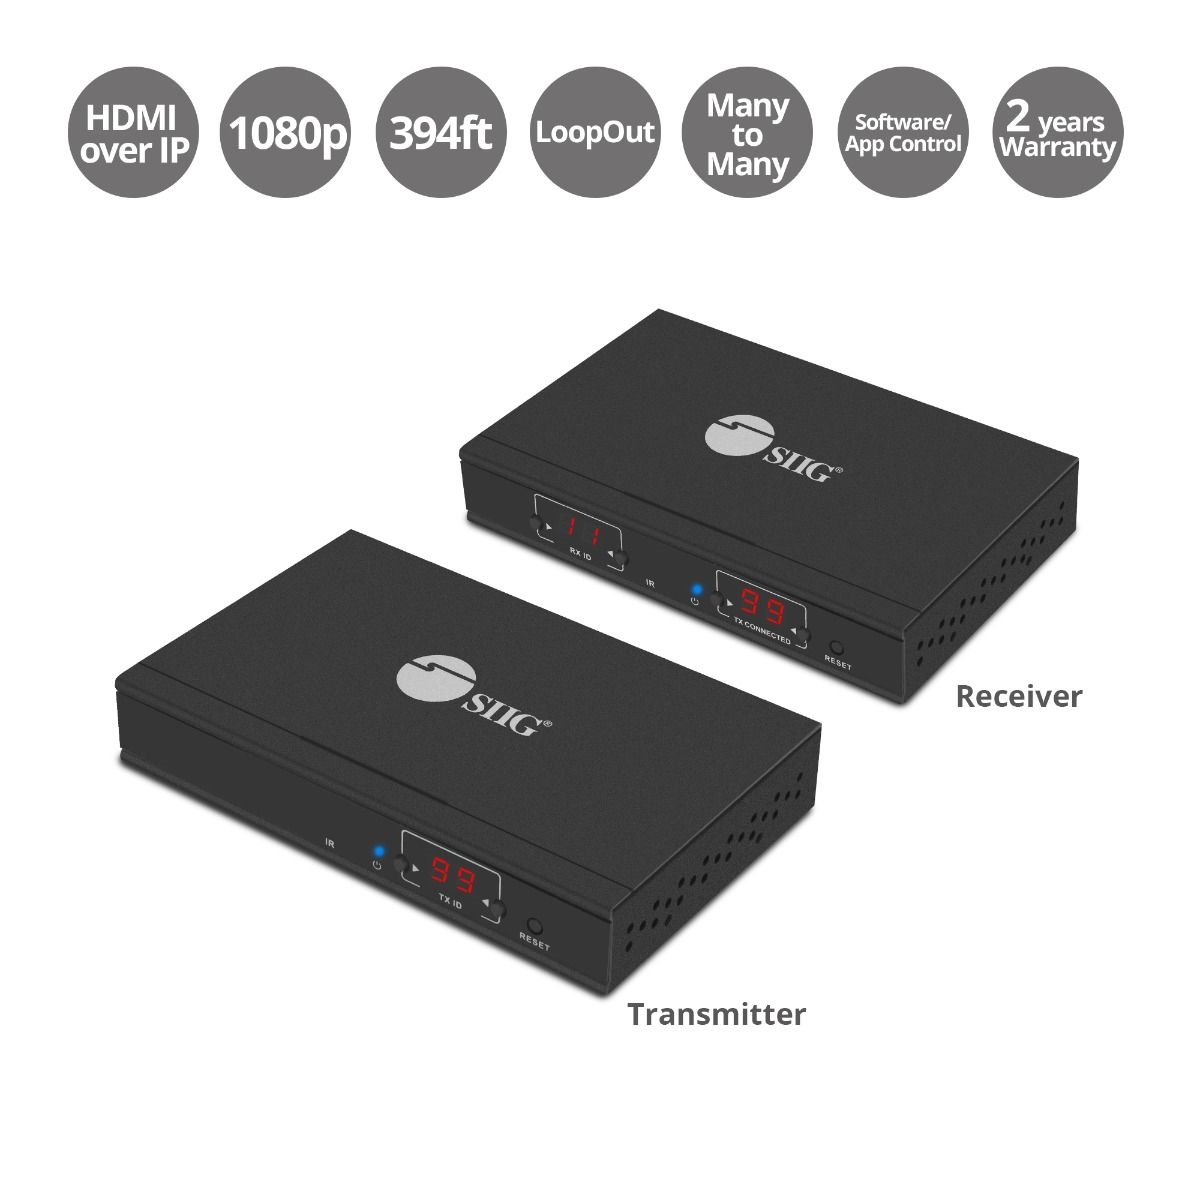 HDMI
over IP
1080p
394ft
LoopOut
Many
to
Many
Software/
App Control
2 years
Warranty
SIIG®
11
RX ID
IR
99
TX CONNECTED
RESET
Receiver
SIIG®
IR
99
TX ID
RESET
Transmitter